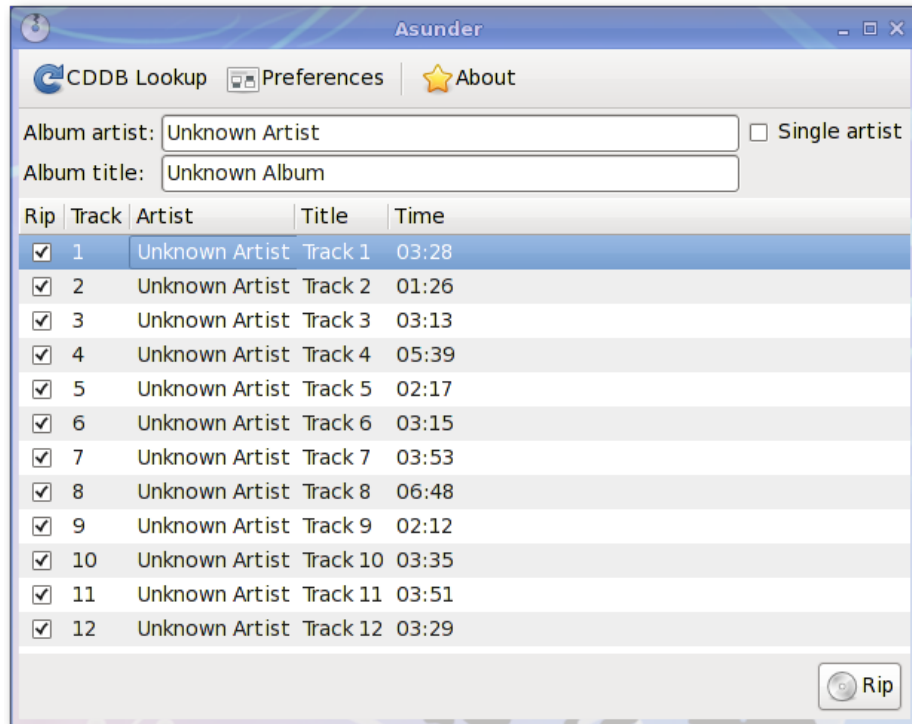 Asunder
CDDB Lookup Preferences About
Album artist: Unknown Artist Single artist
Album title: Unknown Album
Rip Track Artist Title Time
1 Unknown Artist Track 1 03:28
2 Unknown Artist Track 2 01:26
3 Unknown Artist Track 3 03:13
4 Unknown Artist Track 4 05:39
5 Unknown Artist Track 5 02:17
6 Unknown Artist Track 6 03:15
7 Unknown Artist Track 7 03:53
8 Unknown Artist Track 8 06:48
9 Unknown Artist Track 9 02:12
10 Unknown Artist Track 10 03:35
11 Unknown Artist Track 11 03:51
12 Unknown Artist Track 12 03:29
Rip